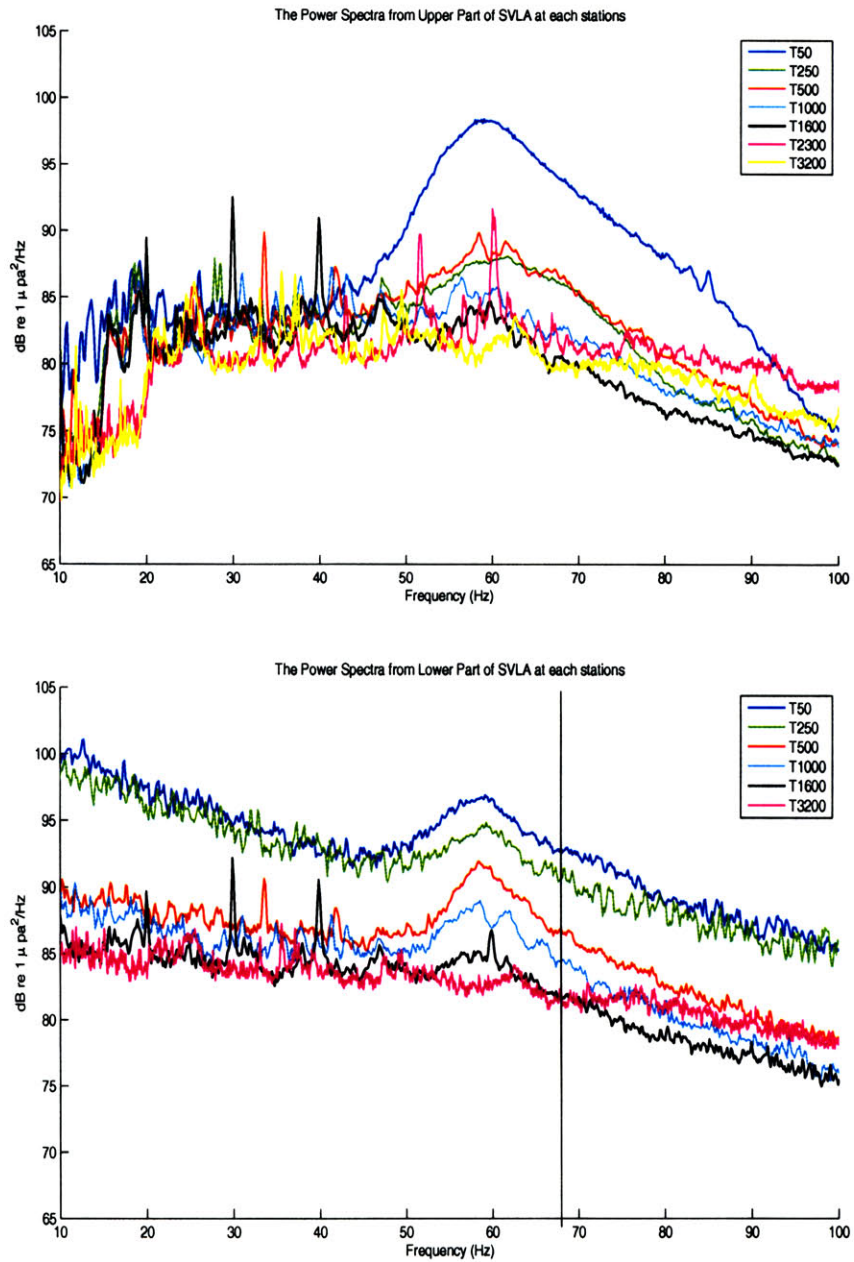 The Power Spectra from Upper Part of SVLA at each stations
105
100
95
90
85
80
75
70
65
dB re 1 μ pa²/Hz
T50
T250
T500
T1000
T1600
T2300
T3200
10 20 30 40 50 60 70 80 90 100
Frequency (Hz)
The Power Spectra from Lower Part of SVLA at each stations
105
100
95
90
85
80
75
70
65
dB re 1 μ pa²/Hz
T50
T250
T500
T1000
T1600
T3200
10 20 30 40 50 60 70 80 90 100
Frequency (Hz)